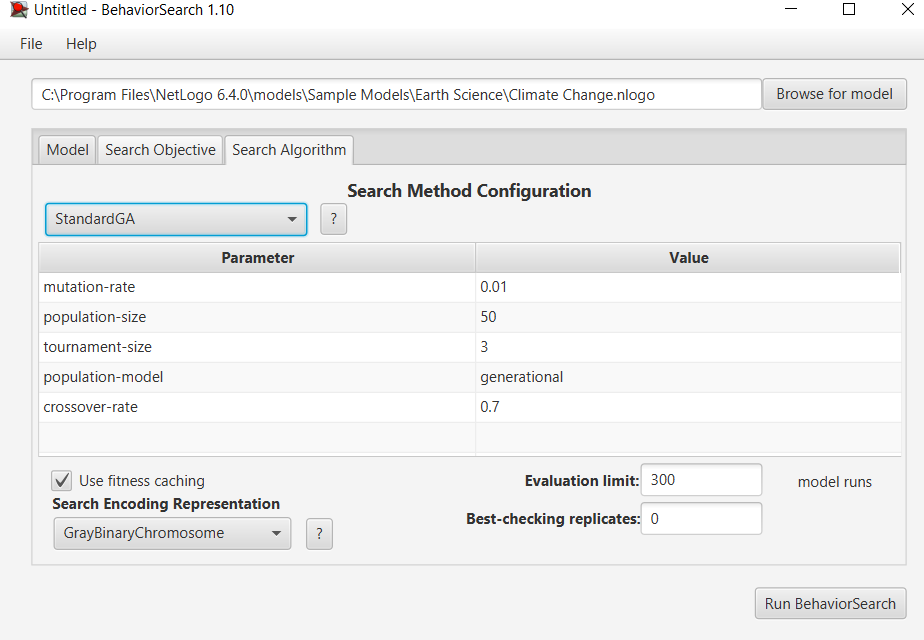 Untitled - BehaviorSearch 1.10
File Help
C:\Program Files\NetLogo 6.4.0\models\Sample Models\Earth Science\Climate Change.nlogo Browse for model
Model Search Objective Search Algorithm
Search Method Configuration
StandardGA ?
Parameter Value
mutation-rate 0.01
population-size 50
tournament-size 3
population-model generational
crossover-rate 0.7
Use fitness caching Evaluation limit: 300 model runs
Search Encoding Representation
Best-checking replicates: 0
GrayBinaryChromosome ?
Run BehaviorSearch